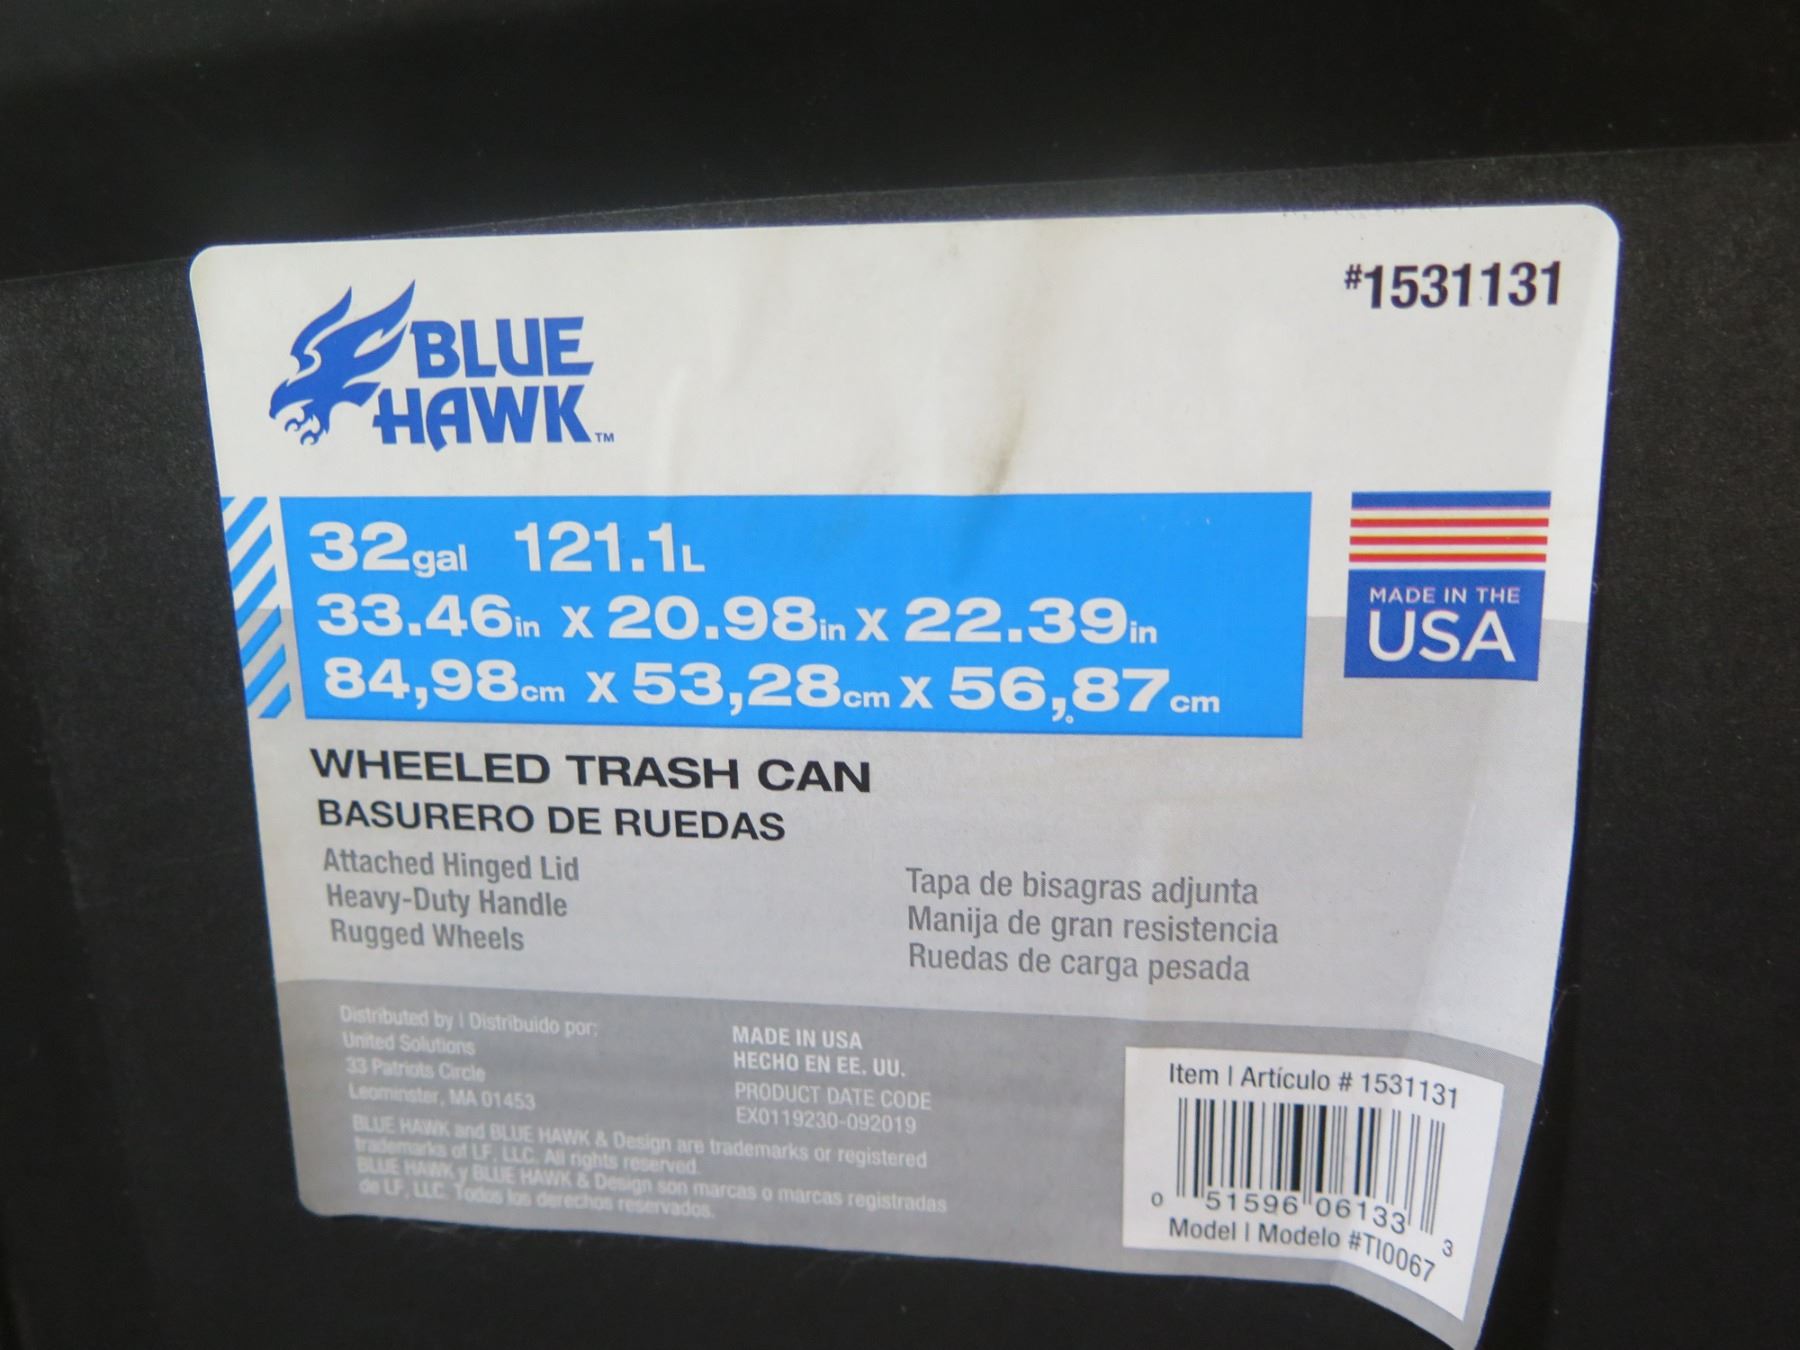 #1531131
BLUE
HAWK™
32gal 121.1L
33.46in x 20.98in x 22.39in
84,98cm x 53,28cm x 56,87cm
MADE IN THE
USA
WHEELED TRASH CAN
BASURERO DE RUEDAS
Attached Hinged Lid
Heavy-Duty Handle
Rugged Wheels
Tapa de bisagras adjunta
Manija de gran resistencia
Ruedas de carga pesada
Distributed by | Distribuido por:
United Solutions
33 Patriots Circle
Leominster, MA 01453
MADE IN USA
HECHO EN EE. UU.
PRODUCT DATE CODE
EX0119230-092019
BLUE HAWK and BLUE HAWK & Design are trademarks or registered
trademarks of LF, LLC. All rights reserved.
BLUE HAWK y BLUE HAWK & Design son marcas o marcas registradas
de LF, LLC. Todos los derechos reservados.
Item | Artículo # 1531131
0 51596 06133 3
Model | Modelo #TI0067